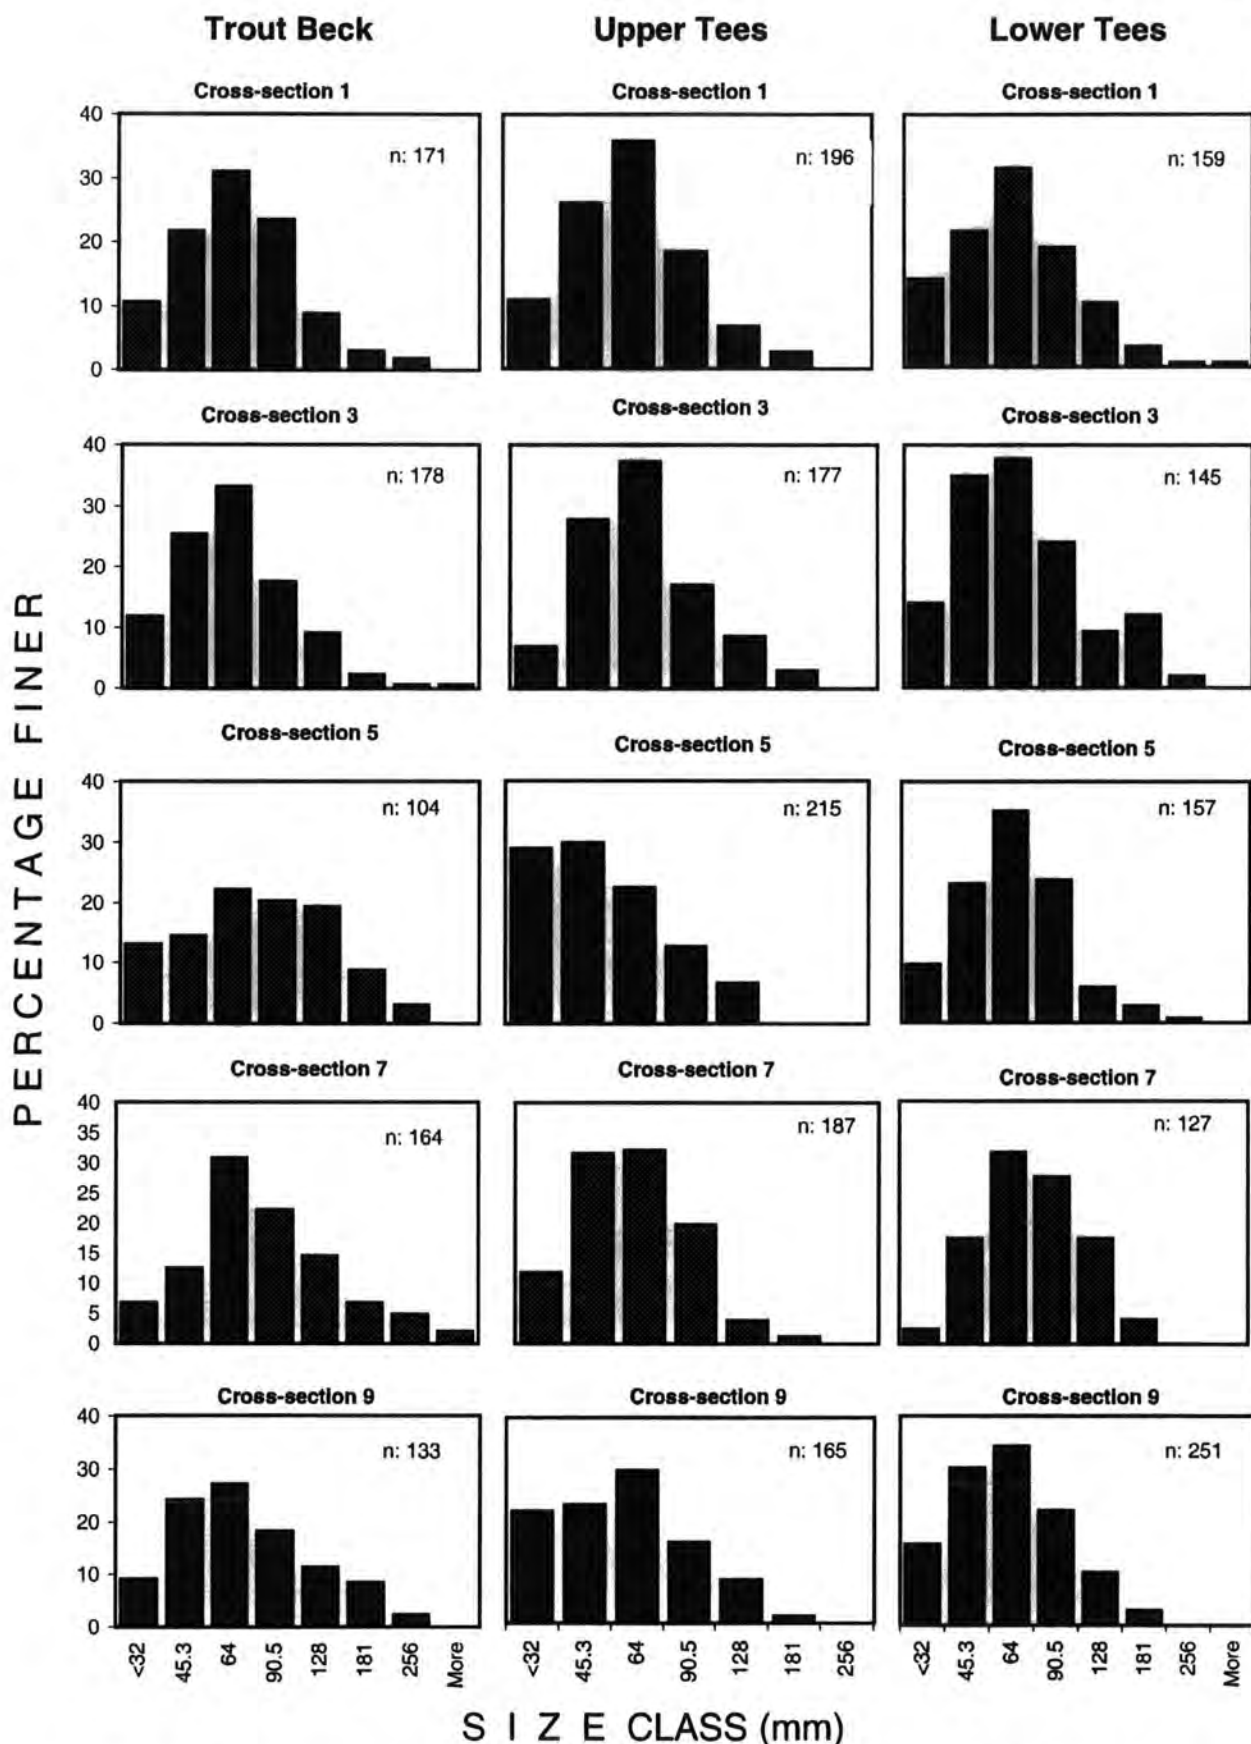 Trout Beck Upper Tees Lower Tees
Cross-section 1 Cross-section 1 Cross-section 1
40
n: 171 n: 196 n: 159
30
20
10
0
Cross-section 3 Cross-section 3 Cross-section 3
40
n: 178 n: 177 n: 145
30
20
10
0
Cross-section 5 Cross-section 5 Cross-section 5
40
n: 104 n: 215 n: 157
30
20
10
0
Cross-section 7 Cross-section 7 Cross-section 7
40
35
n: 164 n: 187 n: 127
30
25
20
15
10
5
0
Cross-section 9 Cross-section 9 Cross-section 9
40
n: 133 n: 165 n: 251
30
20
10
0
<32 45.3 64 90.5 128 181 256 More <32 45.3 64 90.5 128 181 256 <32 45.3 64 90.5 128 181 256 More
PERCENTAGE FINER
SIZE CLASS (mm)